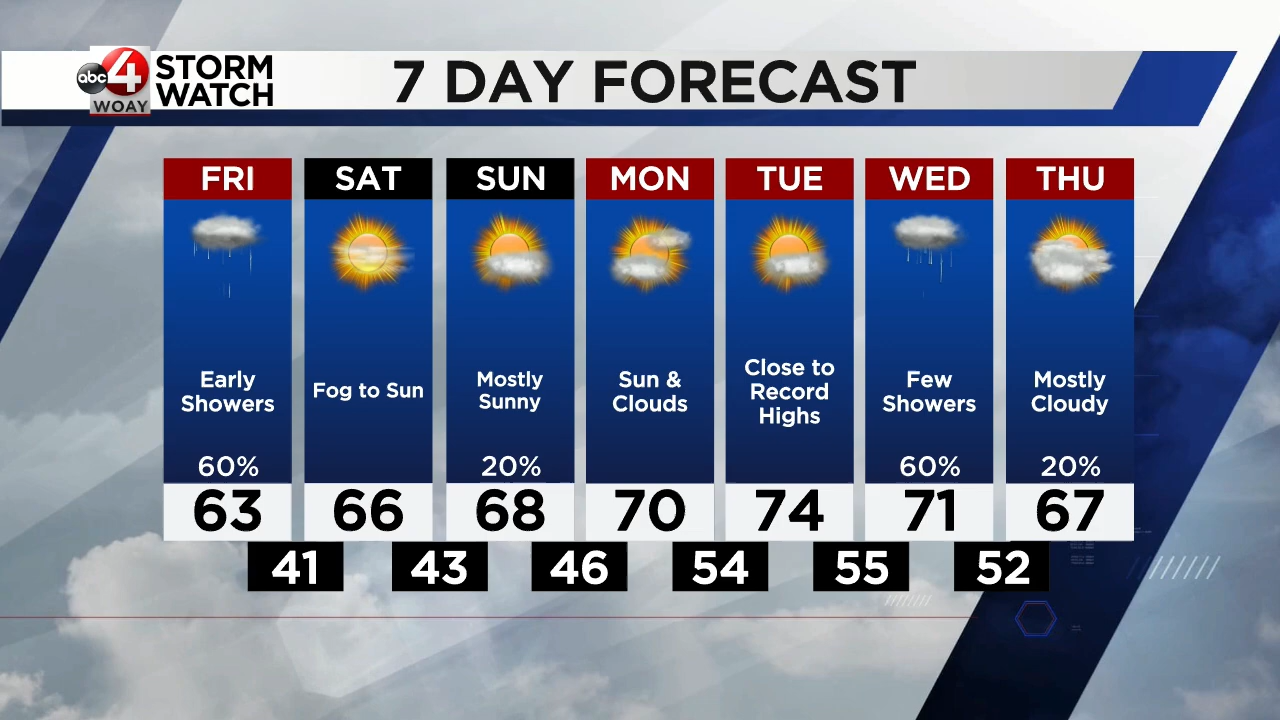 abc 4
WOAY
STORM
WATCH
7 DAY FORECAST
FRI
SAT
SUN
MON
TUE
WED
THU
Early
Showers
Fog to Sun
Mostly
Sunny
Sun &
Clouds
Close to
Record
Highs
Few
Showers
Mostly
Cloudy
60%
20%
60%
20%
63
66
68
70
74
71
67
41
43
46
54
55
52